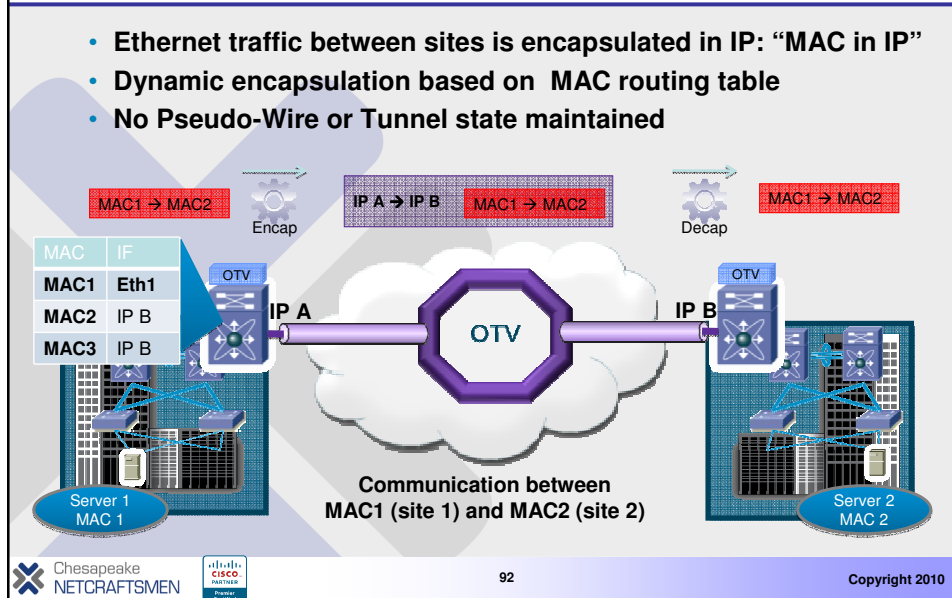 • Ethernet traffic between sites is encapsulated in IP: “MAC in IP”
• Dynamic encapsulation based on MAC routing table
• No Pseudo-Wire or Tunnel state maintained
MAC1 → MAC2
Encap
IP A → IP B
MAC1 → MAC2
Decap
MAC1 → MAC2
MAC IF
MAC1 Eth1
MAC2 IP B
MAC3 IP B
OTV
IP A
OTV
IP B
OTV
Communication between
MAC1 (site 1) and MAC2 (site 2)
Server 1
MAC 1
Server 2
MAC 2
Chesapeake
NETCRAFTSMEN
CISCO
PARTNER
Premier
Certified
92
Copyright 2010